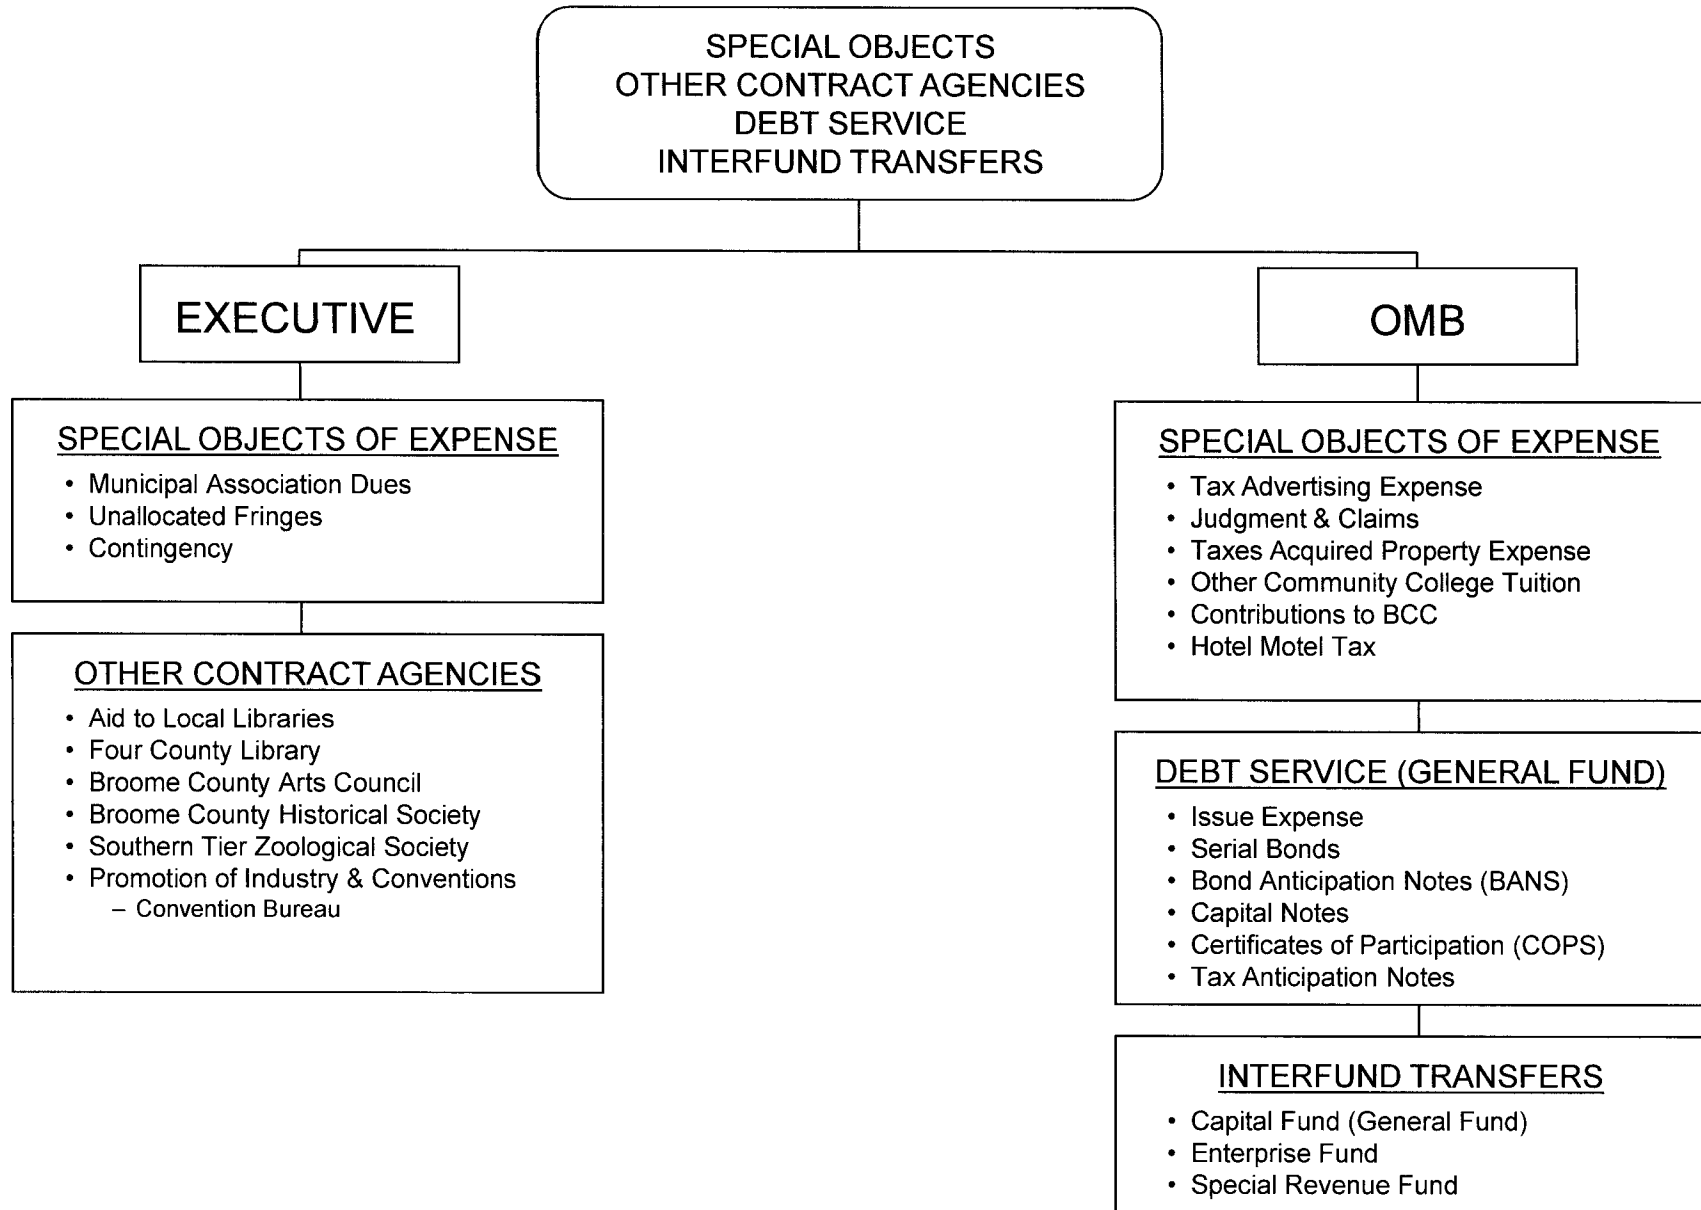 SPECIAL OBJECTS
OTHER CONTRACT AGENCIES
DEBT SERVICE
INTERFUND TRANSFERS
EXECUTIVE
SPECIAL OBJECTS OF EXPENSE
• Municipal Association Dues
• Unallocated Fringes
• Contingency
OTHER CONTRACT AGENCIES
• Aid to Local Libraries
• Four County Library
• Broome County Arts Council
• Broome County Historical Society
• Southern Tier Zoological Society
• Promotion of Industry & Conventions
– Convention Bureau
OMB
SPECIAL OBJECTS OF EXPENSE
• Tax Advertising Expense
• Judgment & Claims
• Taxes Acquired Property Expense
• Other Community College Tuition
• Contributions to BCC
• Hotel Motel Tax
DEBT SERVICE (GENERAL FUND)
• Issue Expense
• Serial Bonds
• Bond Anticipation Notes (BANS)
• Capital Notes
• Certificates of Participation (COPS)
• Tax Anticipation Notes
INTERFUND TRANSFERS
• Capital Fund (General Fund)
• Enterprise Fund
• Special Revenue Fund